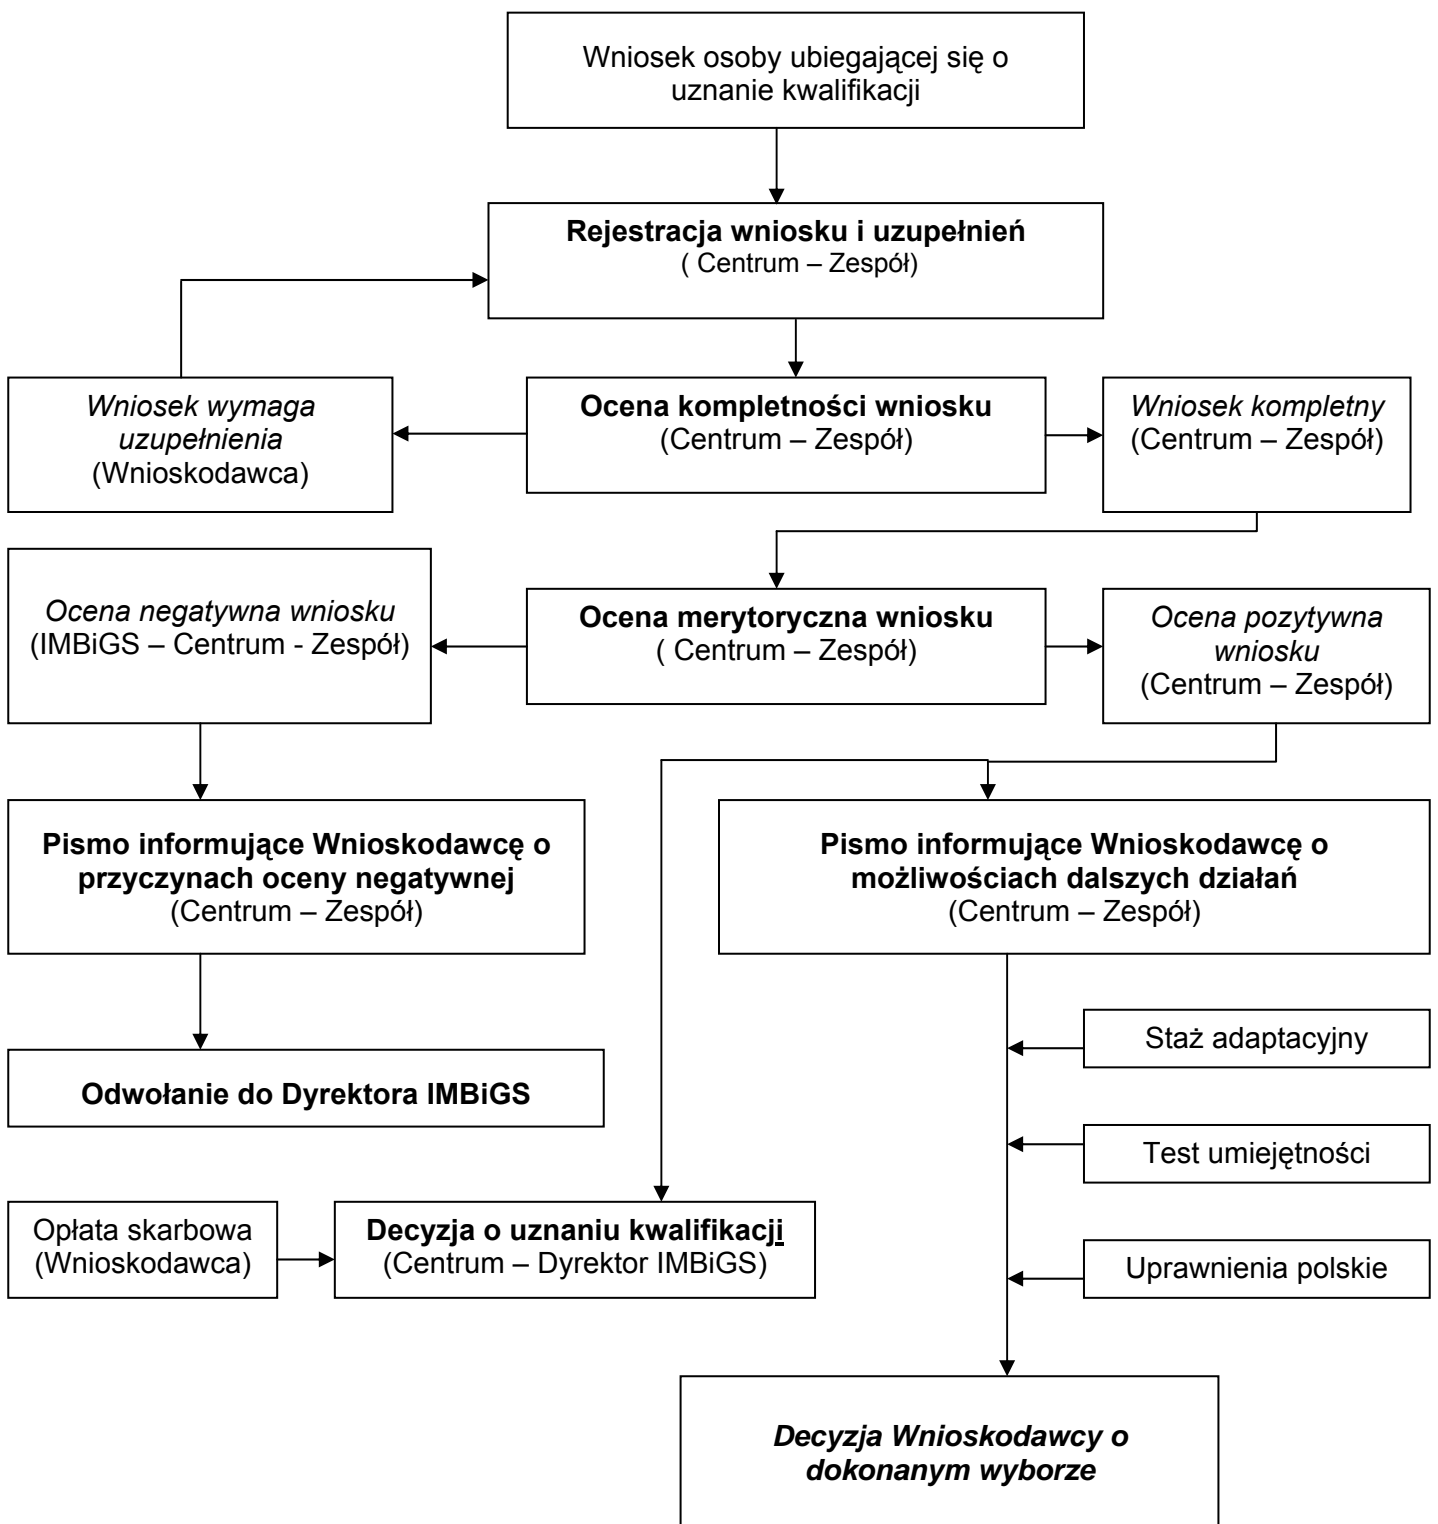 Wniosek osoby ubiegającej się o
uznanie kwalifikacji
Rejestracja wniosku i uzupełnień
( Centrum – Zespół)
Wniosek wymaga
uzupełnienia
(Wnioskodawca)
Ocena kompletności wniosku
(Centrum – Zespół)
Wniosek kompletny
(Centrum – Zespół)
Ocena negatywna wniosku
(IMBiGS – Centrum - Zespół)
Ocena merytoryczna wniosku
( Centrum – Zespół)
Ocena pozytywna
wniosku
(Centrum – Zespół)
Pismo informujące Wnioskodawcę o
przyczynach oceny negatywnej
(Centrum – Zespół)
Pismo informujące Wnioskodawcę o
możliwościach dalszych działań
(Centrum – Zespół)
Staż adaptacyjny
Odwołanie do Dyrektora IMBiGS
Test umiejętności
Opłata skarbowa
(Wnioskodawca)
Decyzja o uznaniu kwalifikacji
(Centrum – Dyrektor IMBiGS)
Uprawnienia polskie
Decyzja Wnioskodawcy o
dokonanym wyborze